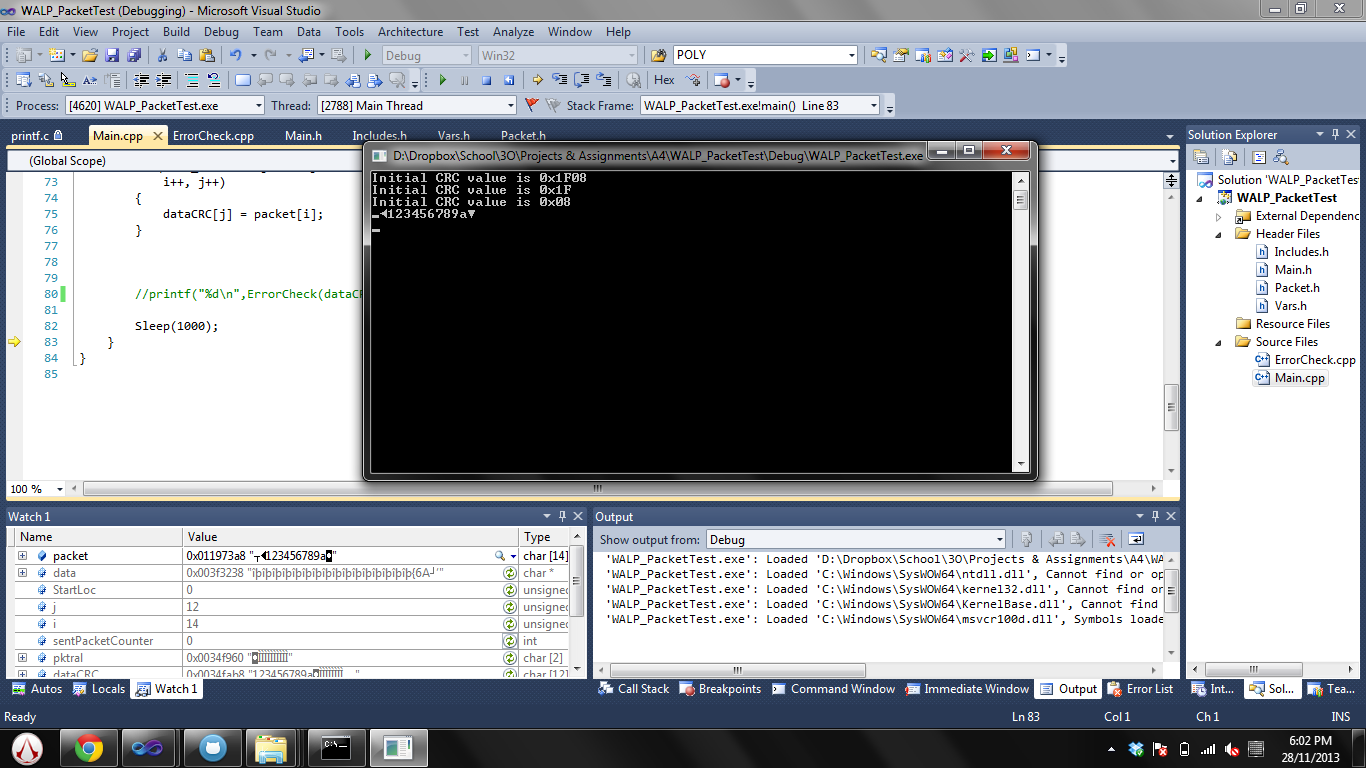 WALP_PacketTest (Debugging) - Microsoft Visual Studio
File Edit View Project Build Debug Team Data Tools Architecture Test Analyze Window Help
Debug Win32 POLY
Hex
Process: [4620] WALP_PacketTest.exe Thread: [2788] Main Thread Stack Frame: WALP_PacketTest.exe!main() Line 83
printf.c Main.cpp ErrorCheck.cpp Main.h Includes.h Vars.h Packet.h
(Global Scope)
73 i++, j++)
74 {
75 dataCRC[j] = packet[i];
76 }
77
78
79
80 //printf("%d\n",ErrorCheck(dataC
81
82 Sleep(1000);
83 }
84 }
85
100 %
D:\Dropbox\School\3O\Projects & Assignments\A4\WALP_PacketTest\Debug\WALP_PacketTest.exe
Initial CRC value is 0x1F08
Initial CRC value is 0x1F
Initial CRC value is 0x08
▬◄123456789a▼
Solution Explorer
Solution 'WALP_PacketTes
WALP_PacketTest
External Dependenc
Header Files
Includes.h
Main.h
Packet.h
Vars.h
Resource Files
Source Files
ErrorCheck.cpp
Main.cpp
Watch 1
Name Value Type
packet 0x011973a8 "┬◄123456789a◘" char [14]
data 0x003f3238 char *
StartLoc 0 unsigned
j 12 unsigned
i 14 unsigned
sentPacketCounter 0 int
pktral 0x0034f960 char [2]
dataCRC 0x0034fab8 "123456789a char [12]
Autos Locals Watch 1
Output
Show output from: Debug
'WALP_PacketTest.exe': Loaded 'D:\Dropbox\School\3O\Projects & Assignments\A4\WA
'WALP_PacketTest.exe': Loaded 'C:\Windows\SysWOW64\ntdll.dll', Cannot find or op
'WALP_PacketTest.exe': Loaded 'C:\Windows\SysWOW64\kernel32.dll', Cannot find or
'WALP_PacketTest.exe': Loaded 'C:\Windows\SysWOW64\KernelBase.dll', Cannot find
'WALP_PacketTest.exe': Loaded 'C:\Windows\SysWOW64\msvcr100d.dll', Symbols loade
Call Stack Breakpoints Command Window Immediate Window Output Error List
Int... Sol... Tea...
Ready Ln 83 Col 1 Ch 1 INS
C:\
6:02 PM
28/11/2013